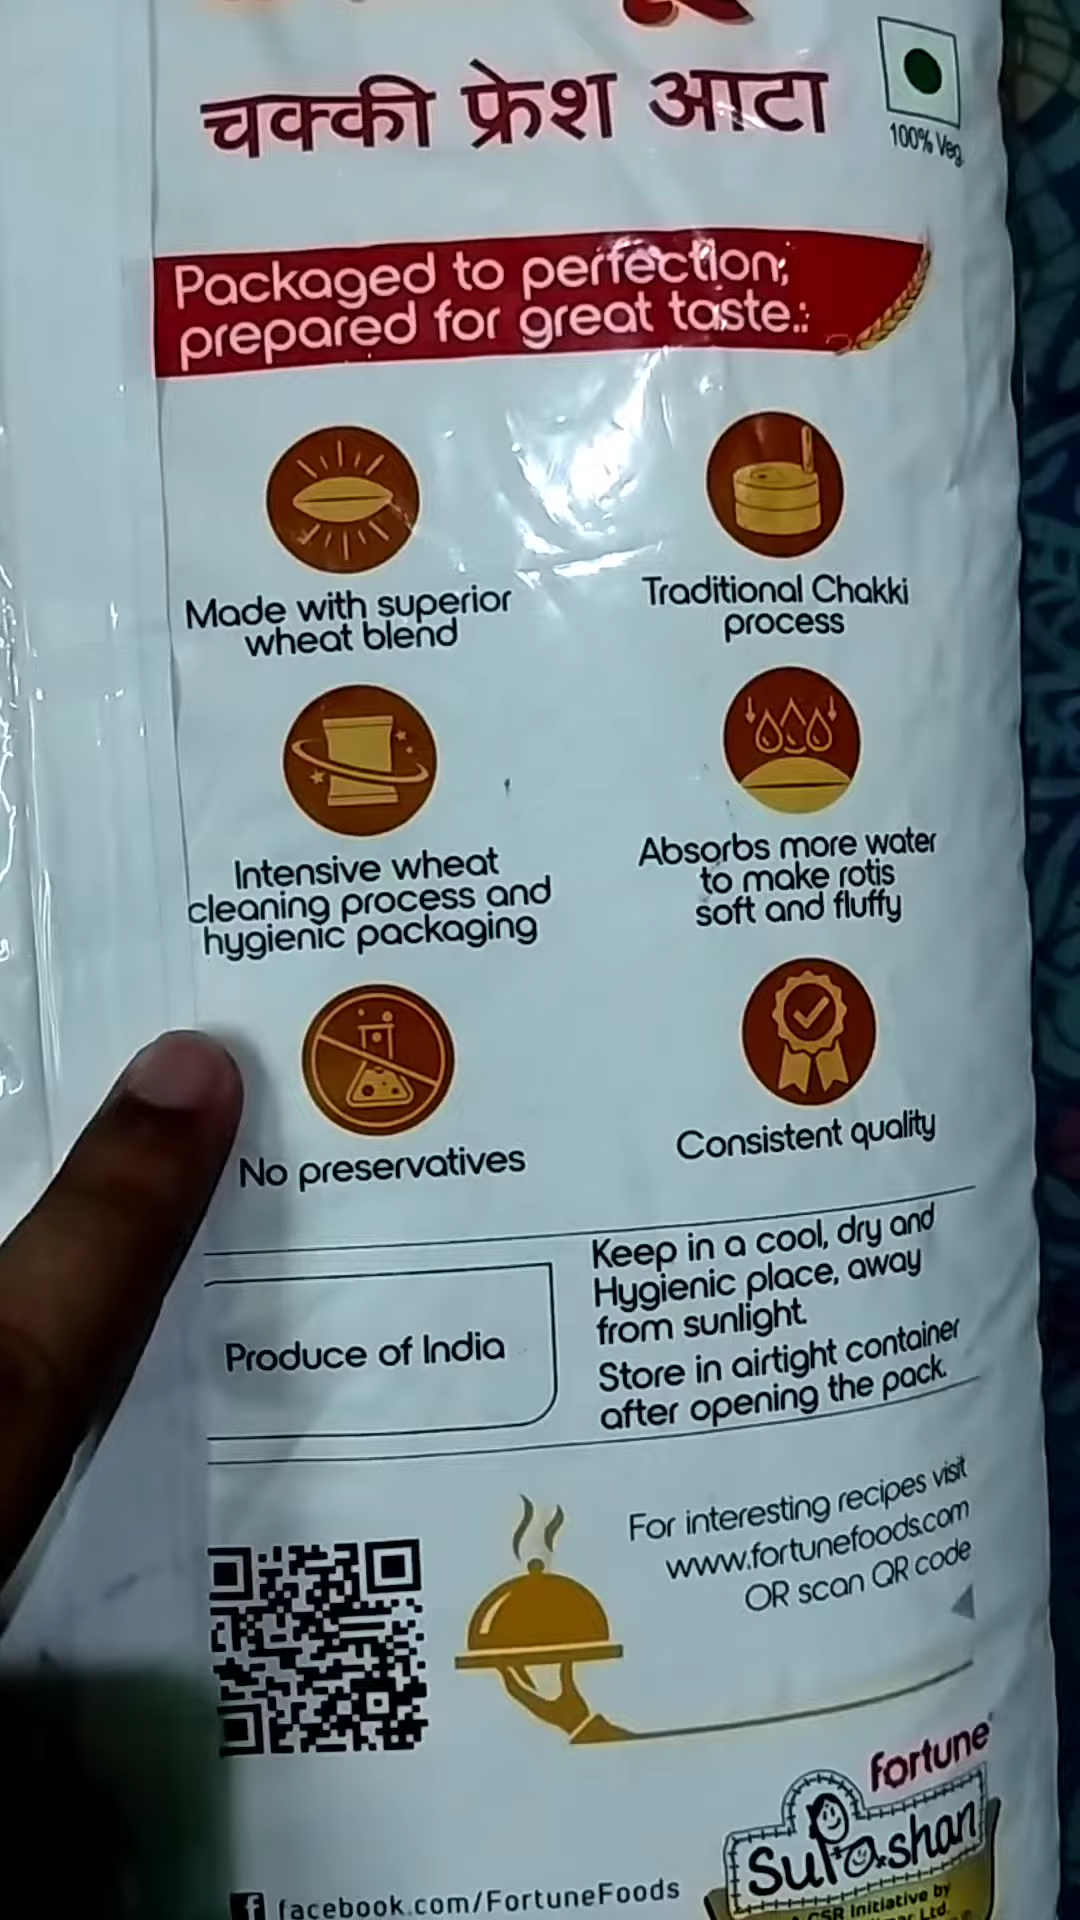 चक्की फ्रेश आटा
100% Veg.
Packaged to perfection;
prepared for great taste.
Made with superior
wheat blend
Traditional Chakki
process
Intensive wheat
cleaning process and
hygienic packaging
Absorbs more water
to make rotis
soft and fluffy
No preservatives
Consistent quality
Produce of India
Keep in a cool, dry and
Hygienic place, away
from sunlight.
Store in airtight container
after opening the pack.
For interesting recipes visit
www.fortunefoods.com
OR scan QR code
fortune
SuPoshan
CSR Initiative by
Ltd.
facebook.com/FortuneFoods